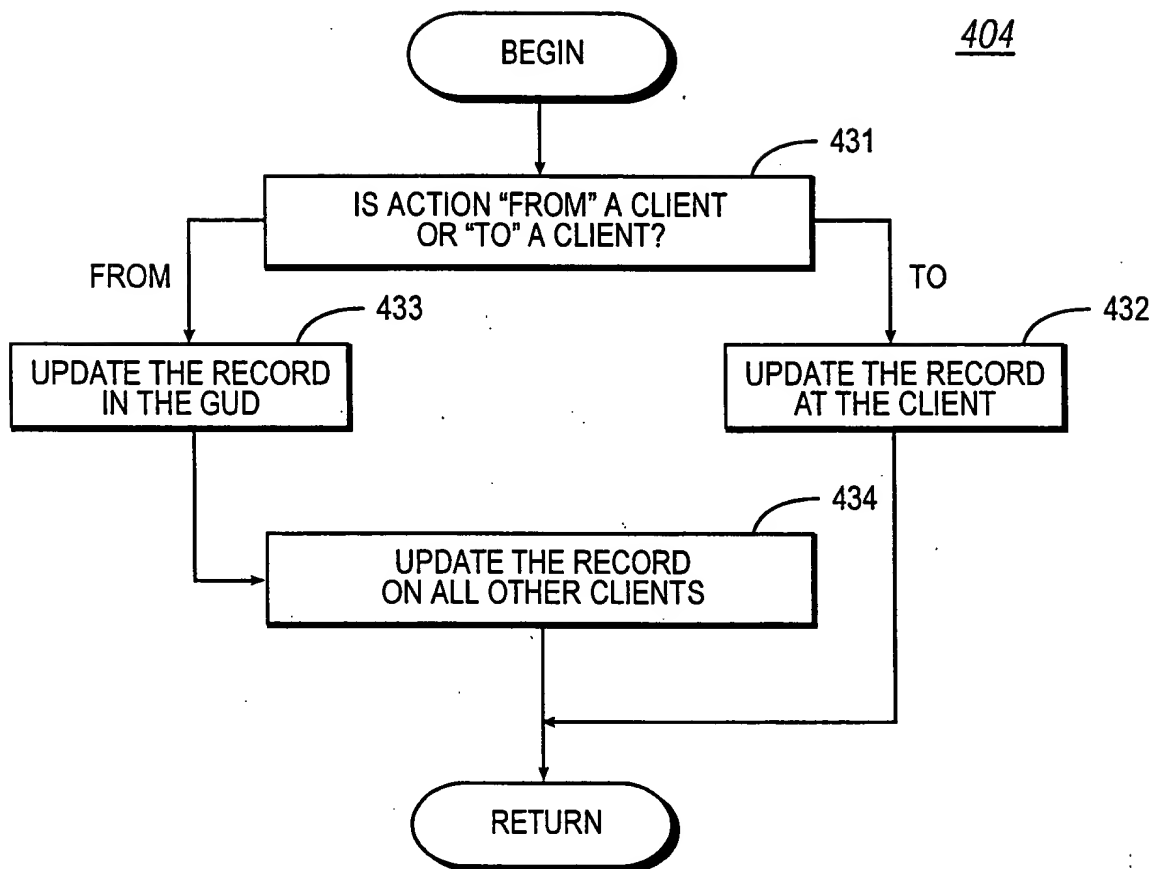 404
BEGIN
431
IS ACTION “FROM” A CLIENT
OR “TO” A CLIENT?
FROM
TO
433
432
UPDATE THE RECORD
IN THE GUD
UPDATE THE RECORD
AT THE CLIENT
434
UPDATE THE RECORD
ON ALL OTHER CLIENTS
RETURN